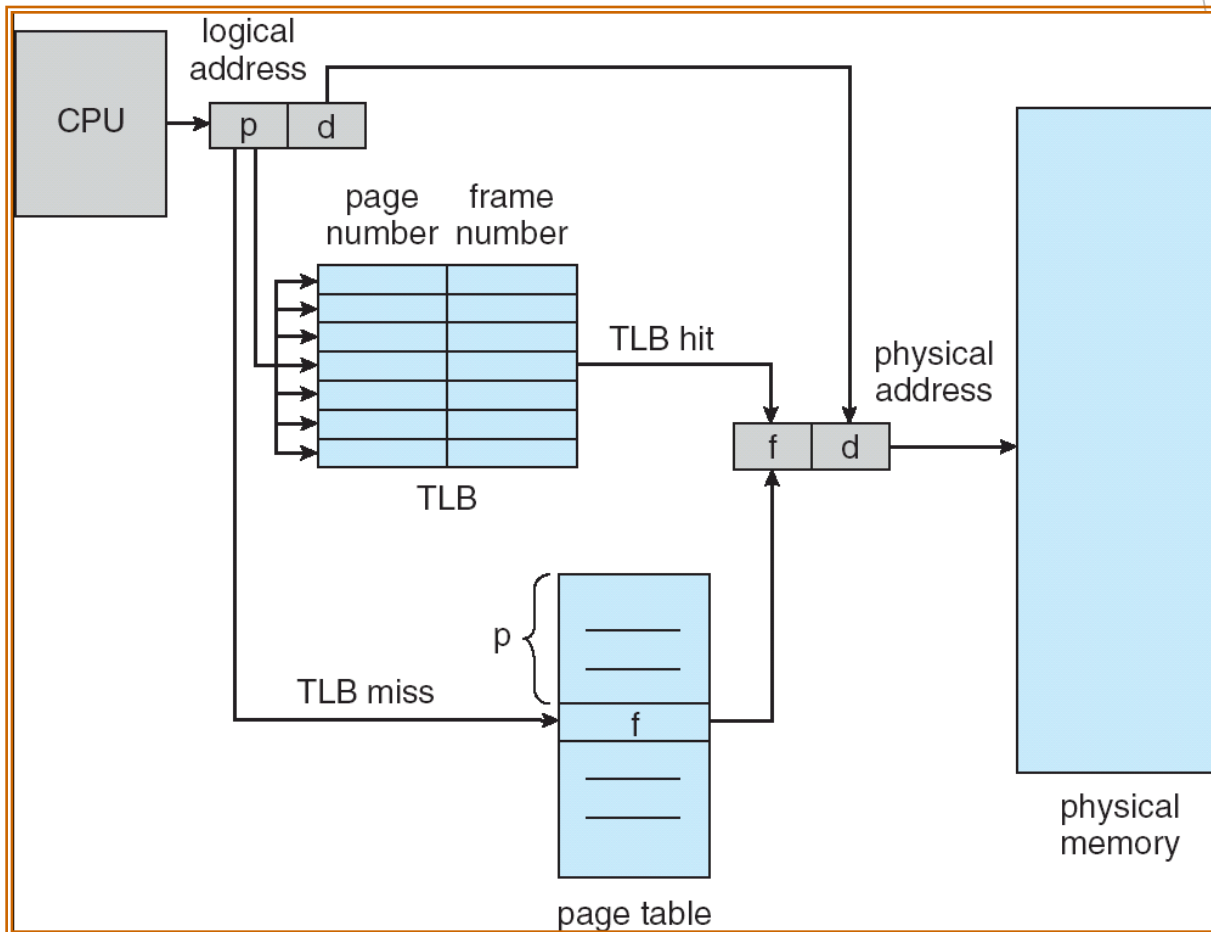 logical
address
CPU
p d
page
number
frame
number
TLB hit
physical
address
f d
TLB
p
TLB miss
f
physical
memory
page table